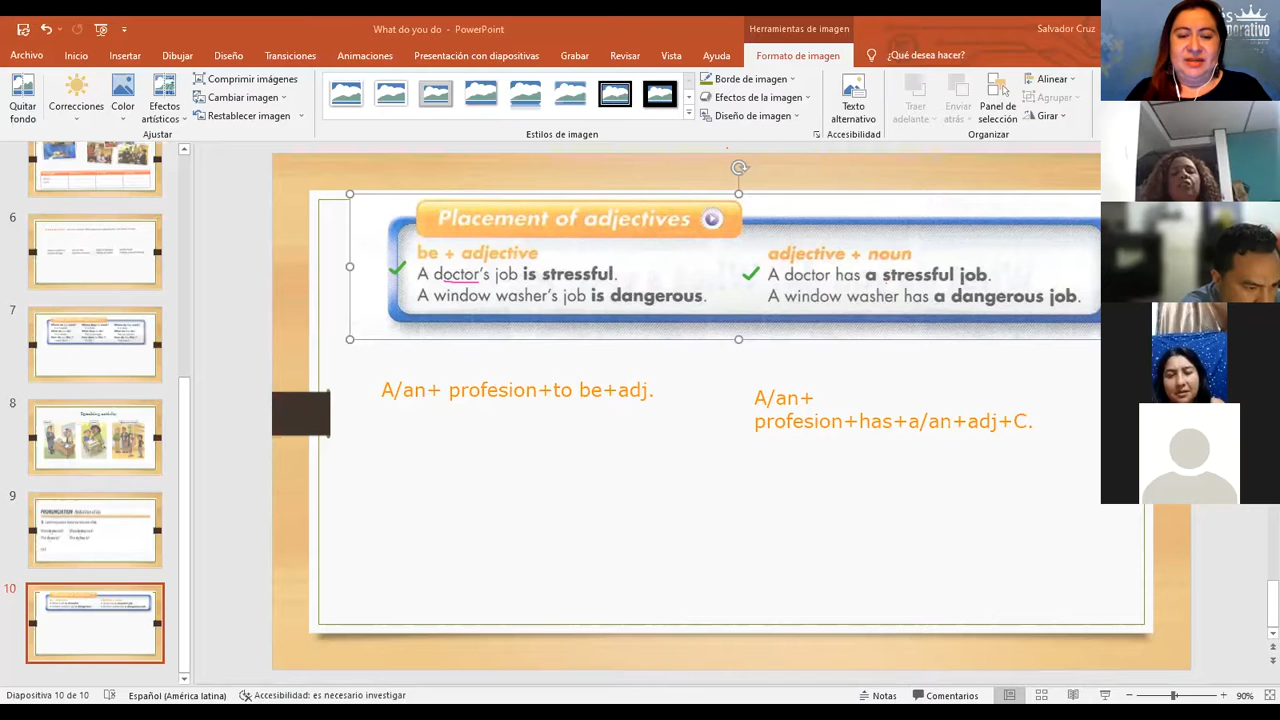 What do you do - PowerPoint
Herramientas de imagen
Salvador Cruz
Archivo
Inicio
Insertar
Dibujar
Diseño
Transiciones
Animaciones
Presentación con diapositivas
Grabar
Revisar
Vista
Ayuda
Formato de imagen
¿Qué desea hacer?
Quitar fondo
Correcciones
Color
Efectos artísticos
Comprimir imágenes
Cambiar imagen
Restablecer imagen
Ajustar
Estilos de imagen
Borde de imagen
Efectos de la imagen
Diseño de imagen
Texto alternativo
Accesibilidad
Traer adelante
Enviar atrás
Panel de selección
Alinear
Agrupar
Girar
Organizar
6
7
8
9
10
Placement of adjectives
be + adjective
A doctor's job is stressful.
A window washer's job is dangerous.
adjective + noun
A doctor has a stressful job.
A window washer has a dangerous job.
A/an+ profesion+to be+adj.
A/an+
profesion+has+a/an+adj+C.
Diapositiva 10 de 10
Español (América latina)
Accesibilidad: es necesario investigar
Notas
Comentarios
90%